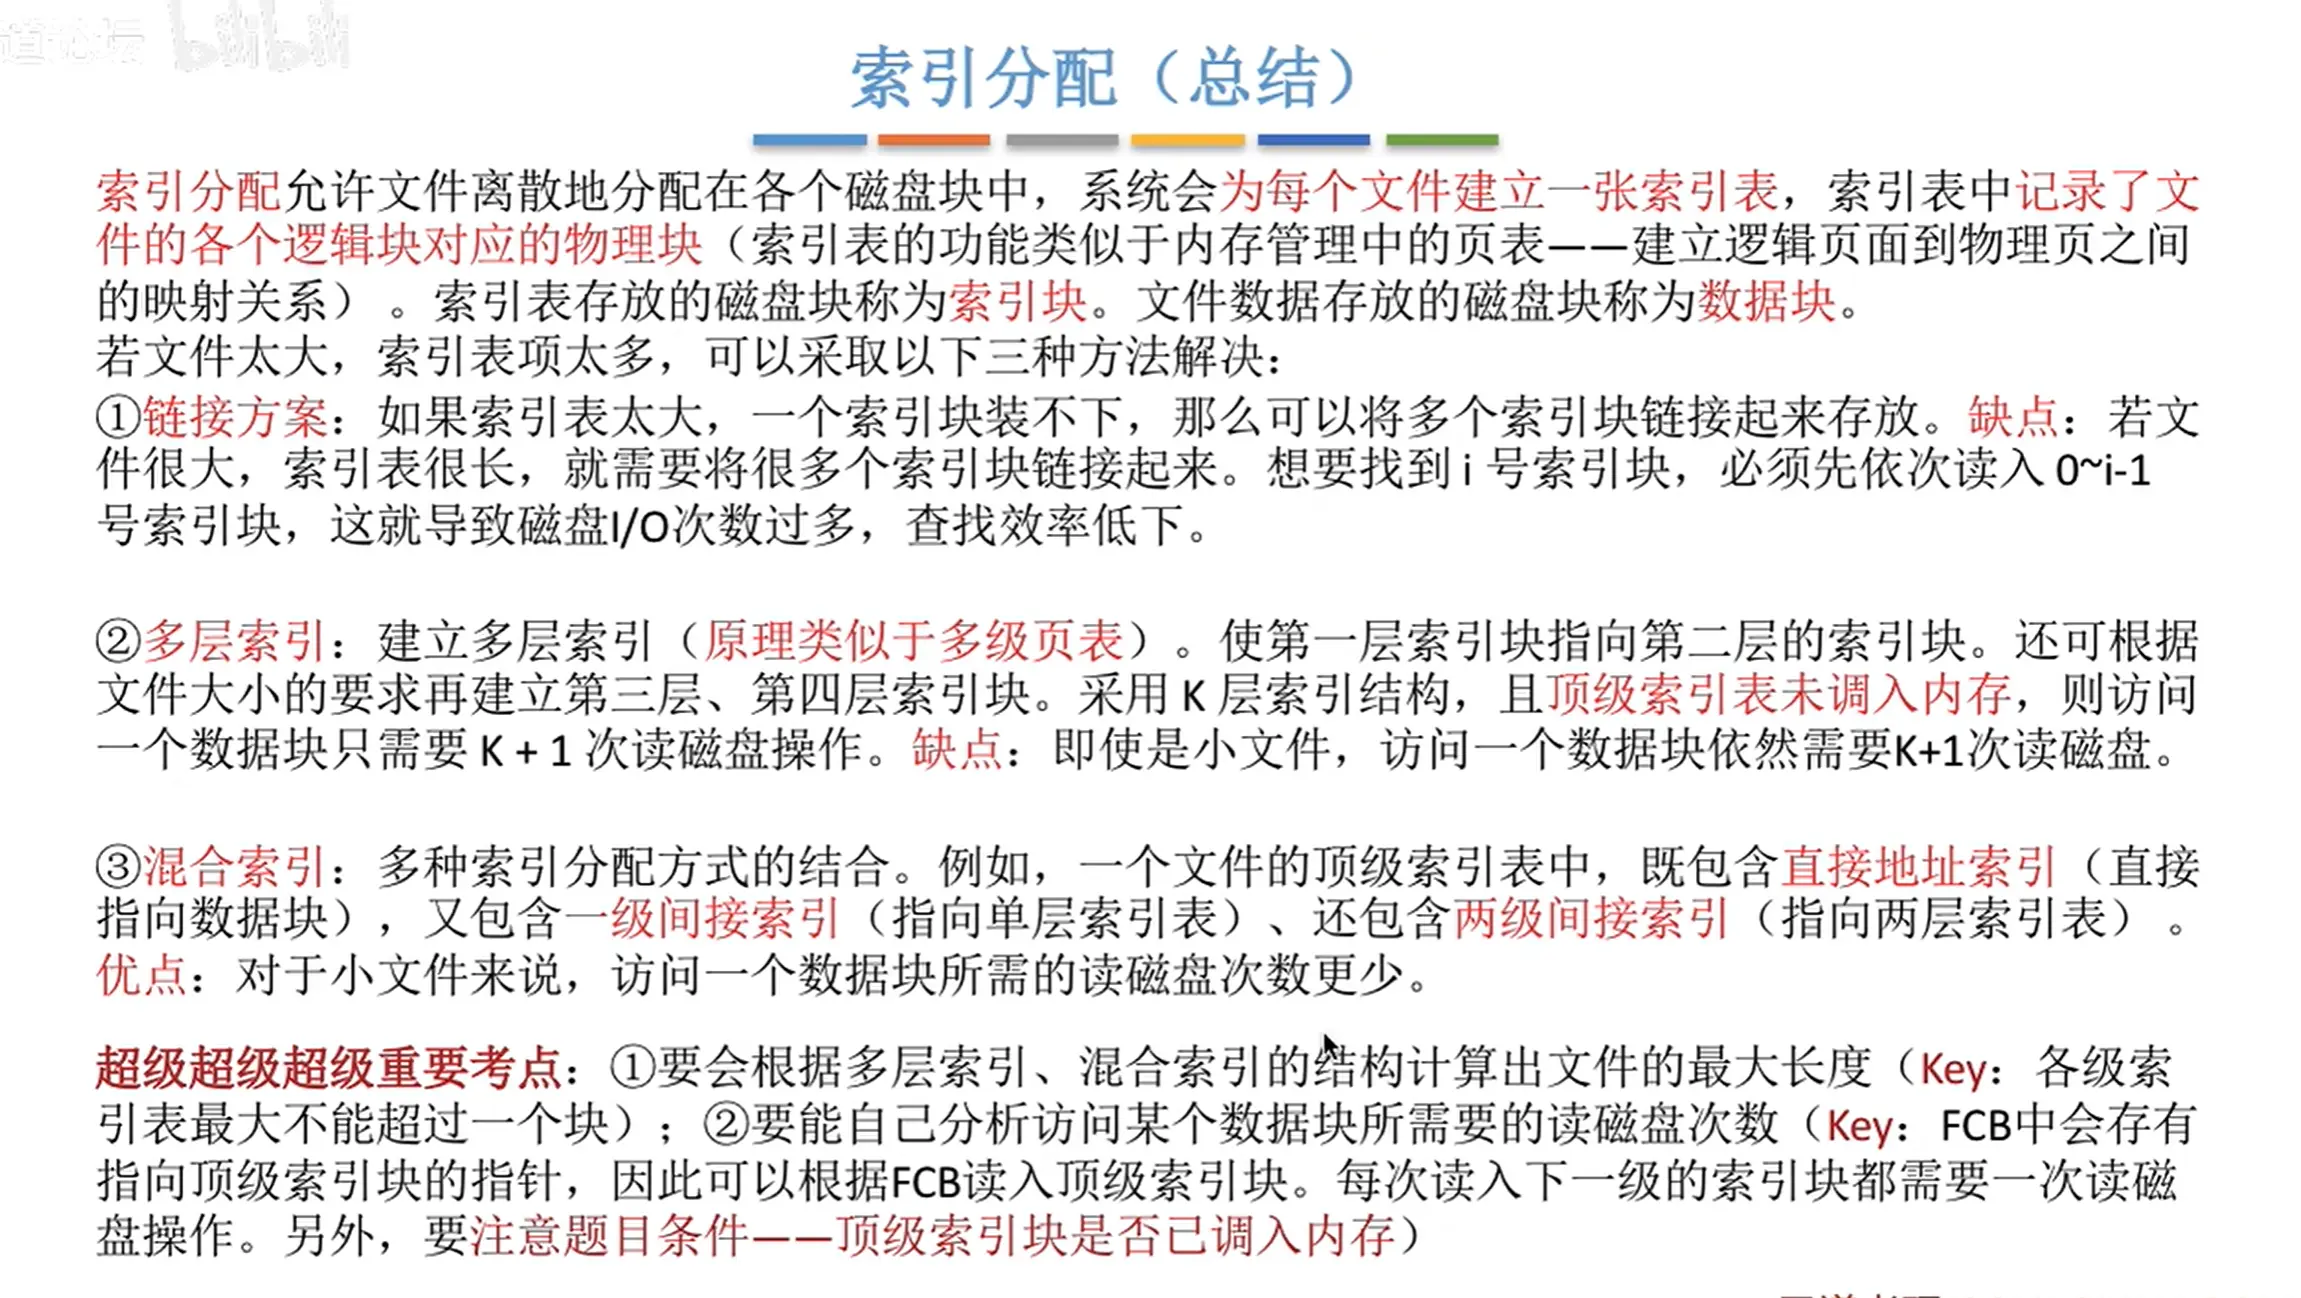 道论坛 bilibili
索引分配（总结）
索引分配允许文件离散地分配在各个磁盘块中，系统会为每个文件建立一张索引表，索引表中记录了文
件的各个逻辑块对应的物理块（索引表的功能类似于内存管理中的页表——建立逻辑页面到物理页之间
的映射关系）。索引表存放的磁盘块称为索引块。文件数据存放的磁盘块称为数据块。
若文件太大，索引表项太多，可以采取以下三种方法解决：
①链接方案：如果索引表太大，一个索引块装不下，那么可以将多个索引块链接起来存放。缺点：若文
件很大，索引表很长，就需要将很多个索引块链接起来。想要找到 i 号索引块，必须先依次读入 0~i-1
号索引块，这就导致磁盘I/O次数过多，查找效率低下。
②多层索引：建立多层索引（原理类似于多级页表）。使第一层索引块指向第二层的索引块。还可根据
文件大小的要求再建立第三层、第四层索引块。采用 K 层索引结构，且顶级索引表未调入内存，则访问
一个数据块只需要 K + 1 次读磁盘操作。缺点：即使是小文件，访问一个数据块依然需要K+1次读磁盘。
③混合索引：多种索引分配方式的结合。例如，一个文件的顶级索引表中，既包含直接地址索引（直接
指向数据块），又包含一级间接索引（指向单层索引表）、还包含两级间接索引（指向两层索引表）。
优点：对于小文件来说，访问一个数据块所需的读磁盘次数更少。
超级超级超级重要考点：①要会根据多层索引、混合索引的结构计算出文件的最大长度（Key：各级索
引表最大不能超过一个块）；②要能自己分析访问某个数据块所需要的读磁盘次数（Key：FCB中会存有
指向顶级索引块的指针，因此可以根据FCB读入顶级索引块。每次读入下一级的索引块都需要一次读磁
盘操作。另外，要注意题目条件——顶级索引块是否已调入内存）